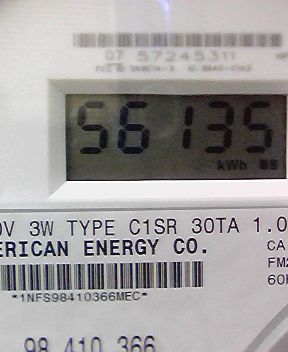 07 57245311
56135
kWh
0V 3W TYPE C1SR 30TA 1.0
ERICAN ENERGY CO.
CA
FM2
60H
*1NFS98410366MEC*
98 410 366